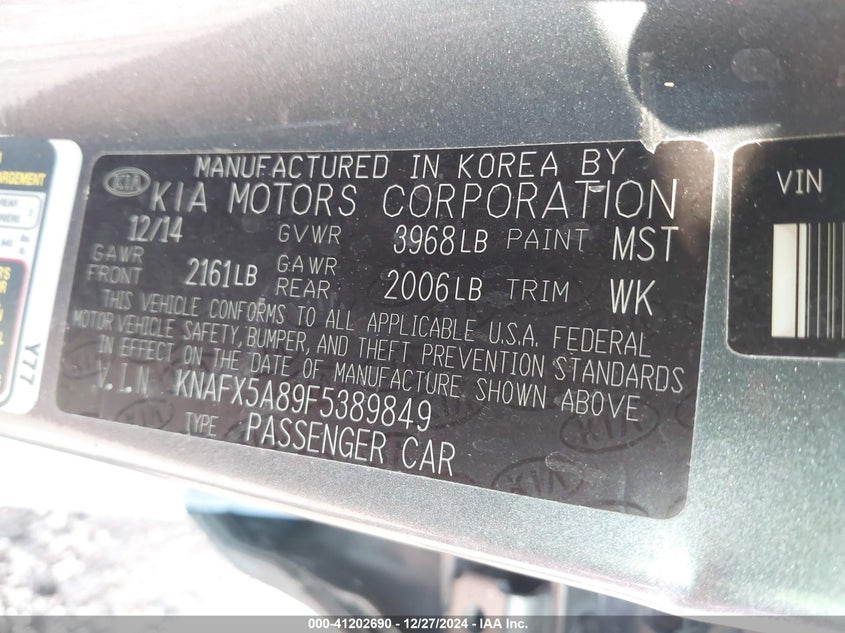 MANUFACTURED IN KOREA BY
KIA KIA MOTORS CORPORATION
12/14 GVWR 3968LB PAINT MST
GAWR FRONT 2161LB GAWR REAR 2006LB TRIM WK
THIS VEHICLE CONFORMS TO ALL APPLICABLE U.S.A. FEDERAL
MOTOR VEHICLE SAFETY, BUMPER, AND THEFT PREVENTION STANDARDS
IN EFFECT ON THE DATE OF MANUFACTURE SHOWN ABOVE
V.I.N KNAFX5A89F5389849
TYPE PASSENGER CAR
VIN
ARGEMENT
REAR
Y77
000-41202690 - 12/27/2024 - IAA Inc.